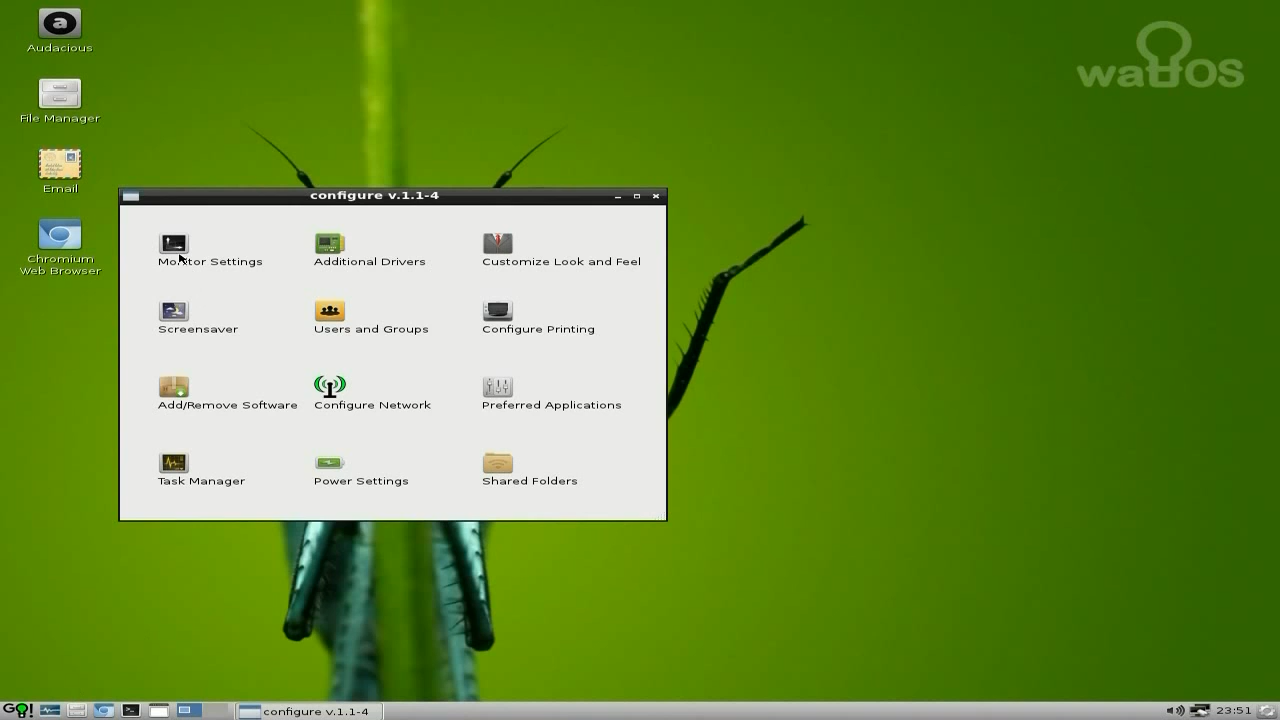 Audacious
File Manager
Email
Chromium
Web Browser
wattOS
configure v.1.1-4
Monitor Settings
Additional Drivers
Customize Look and Feel
Screensaver
Users and Groups
Configure Printing
Add/Remove Software
Configure Network
Preferred Applications
Task Manager
Power Settings
Shared Folders
GO!
configure v.1.1-4
23:51